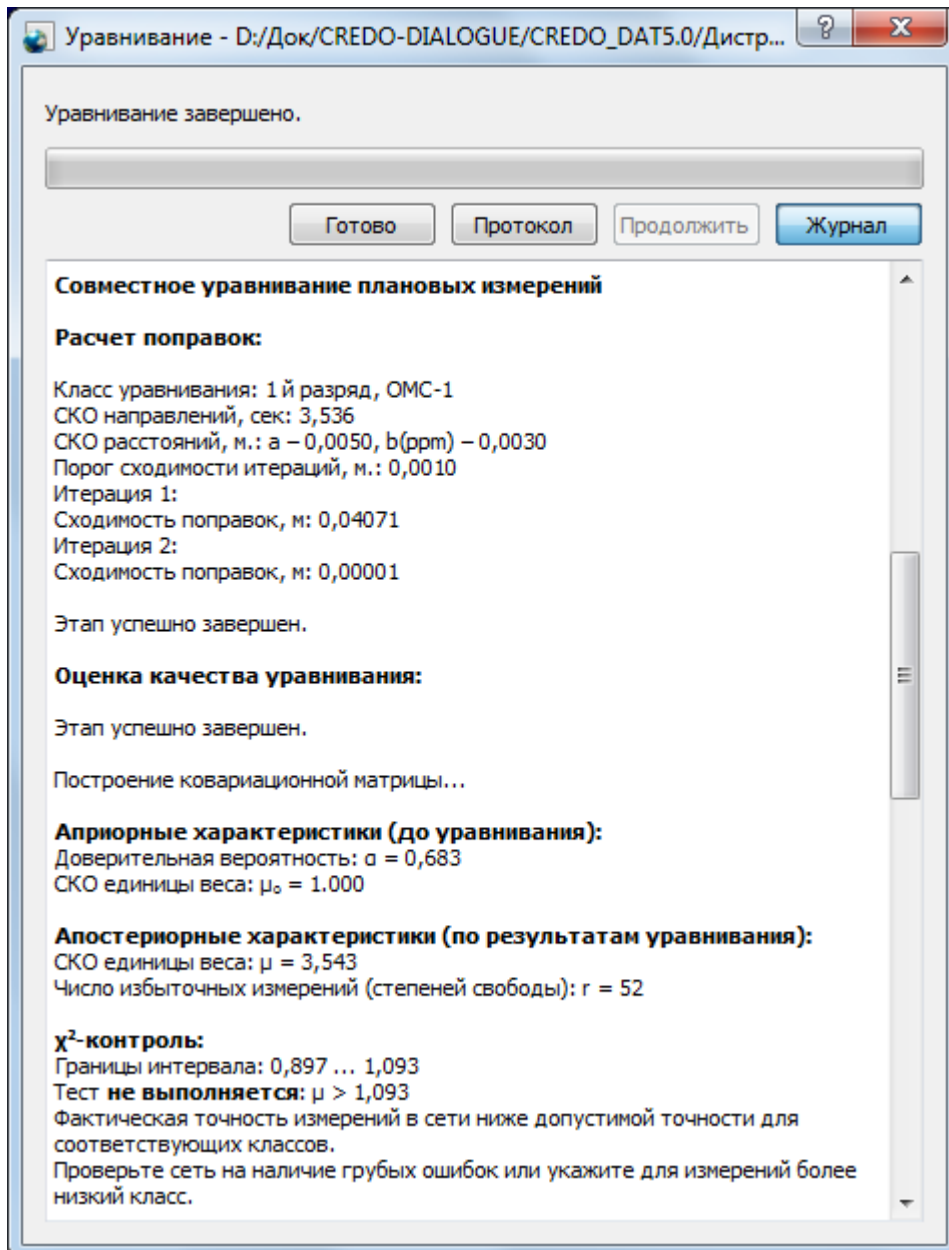 Уравнивание - D:/Док/CREDO-DIALOGUE/CREDO_DAT5.0/Дистр...
Уравнивание завершено.
Готово
Протокол
Продолжить
Журнал
Совместное уравнивание плановых измерений
Расчет поправок:
Класс уравнивания: 1й разряд, ОМС-1
СКО направлений, сек: 3,536
СКО расстояний, м.: a – 0,0050, b(ppm) – 0,0030
Порог сходимости итераций, м.: 0,0010
Итерация 1:
Сходимость поправок, м: 0,04071
Итерация 2:
Сходимость поправок, м: 0,00001
Этап успешно завершен.
Оценка качества уравнивания:
Этап успешно завершен.
Построение ковариационной матрицы...
Априорные характеристики (до уравнивания):
Доверительная вероятность: α = 0,683
СКО единицы веса: μ₀ = 1.000
Апостериорные характеристики (по результатам уравнивания):
СКО единицы веса: μ = 3,543
Число избыточных измерений (степеней свободы): r = 52
χ²-контроль:
Границы интервала: 0,897 ... 1,093
Тест не выполняется: μ > 1,093
Фактическая точность измерений в сети ниже допустимой точности для
соответствующих классов.
Проверьте сеть на наличие грубых ошибок или укажите для измерений более
низкий класс.